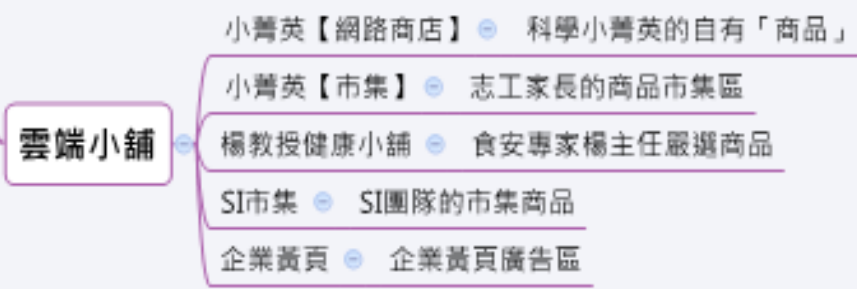 雲端小舖
小菁英【網路商店】 科學小菁英的自有「商品」
小菁英【市集】 志工家長的商品市集區
楊教授健康小舖 食安專家楊主任嚴選商品
SI市集 SI團隊的市集商品
企業黃頁 企業黃頁廣告區